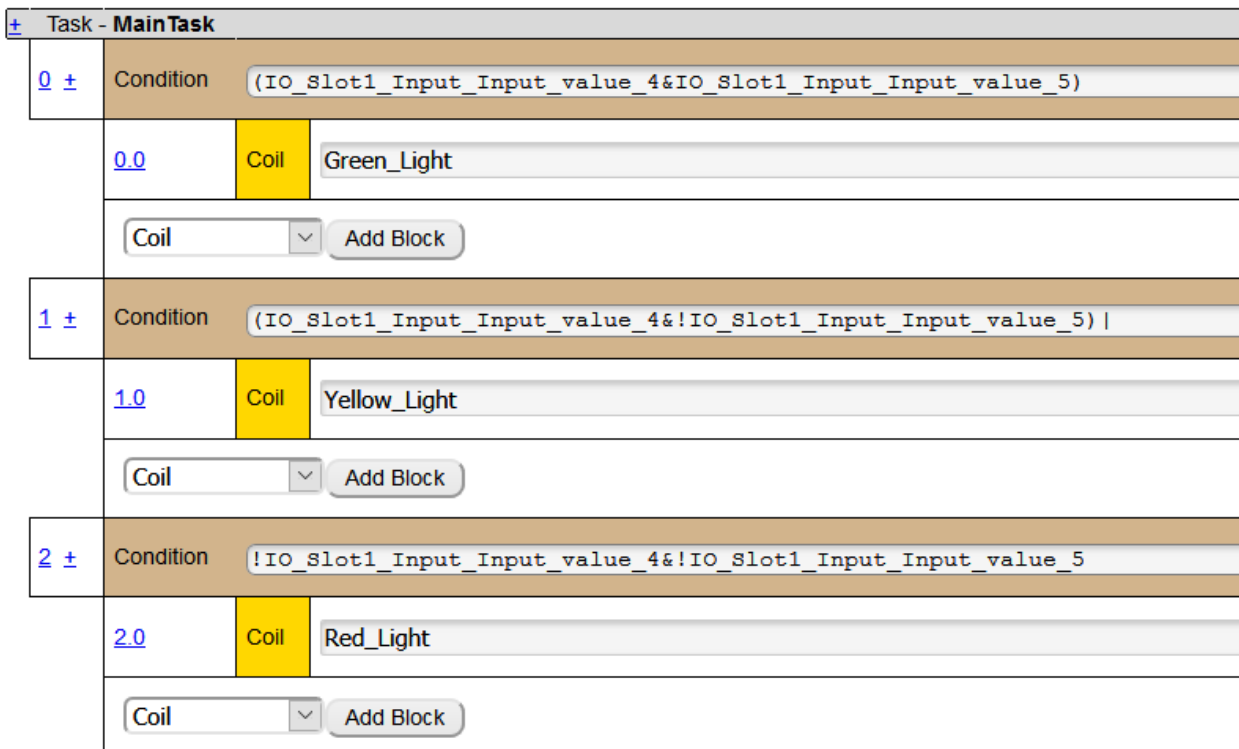 + Task - MainTask
0 + Condition (IO_Slot1_Input_Input_value_4&IO_Slot1_Input_Input_value_5)
0.0 Coil Green_Light
Coil Add Block
1 + Condition (IO_Slot1_Input_Input_value_4&!IO_Slot1_Input_Input_value_5)|
1.0 Coil Yellow_Light
Coil Add Block
2 + Condition !IO_Slot1_Input_Input_value_4&!IO_Slot1_Input_Input_value_5
2.0 Coil Red_Light
Coil Add Block